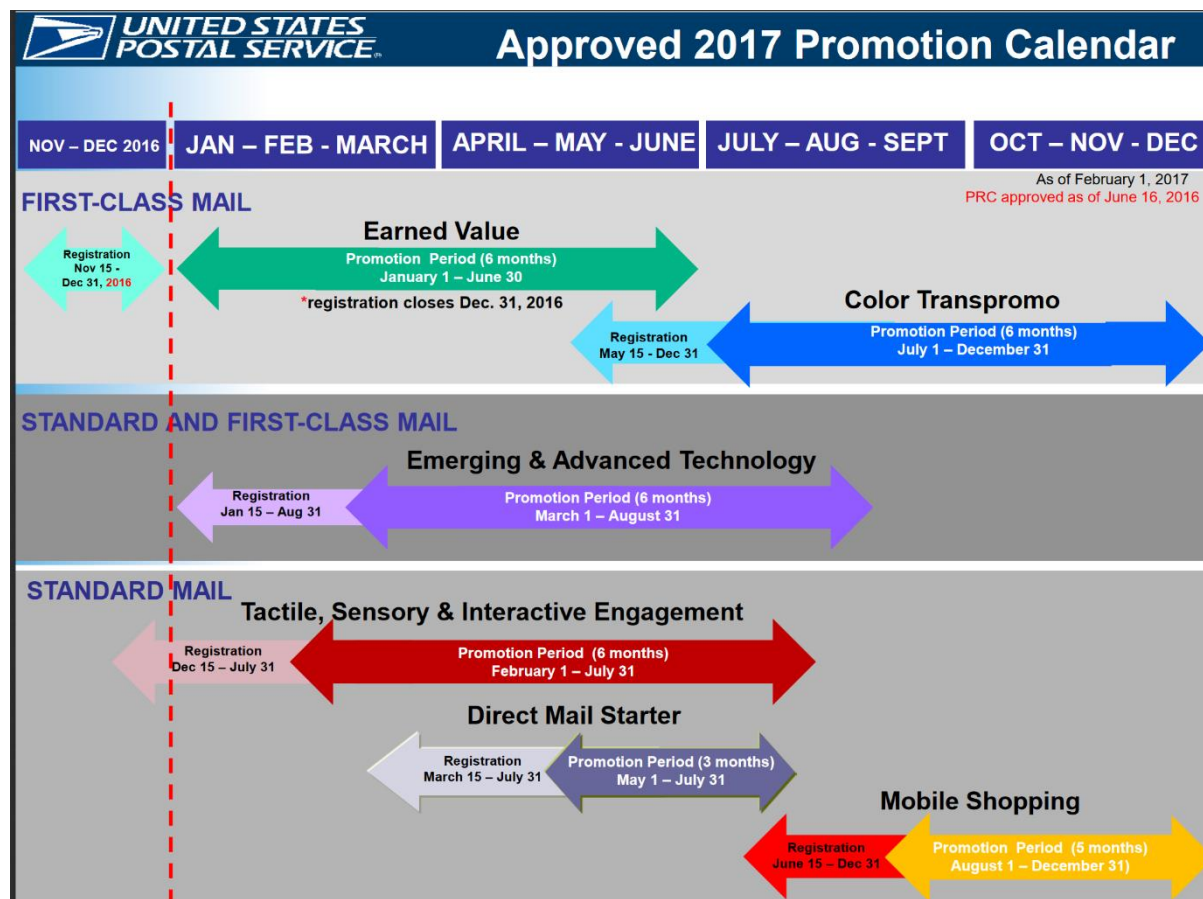 UNITED STATES
POSTAL SERVICE®
Approved 2017 Promotion Calendar
NOV – DEC 2016
JAN – FEB - MARCH
APRIL – MAY - JUNE
JULY – AUG - SEPT
OCT – NOV - DEC
As of February 1, 2017
PRC approved as of June 16, 2016
FIRST-CLASS MAIL
Earned Value
Registration
Nov 15 -
Dec 31, 2016
Promotion Period (6 months)
January 1 – June 30
*registration closes Dec. 31, 2016
Color Transpromo
Registration
May 15 - Dec 31
Promotion Period (6 months)
July 1 – December 31
STANDARD AND FIRST-CLASS MAIL
Emerging & Advanced Technology
Registration
Jan 15 – Aug 31
Promotion Period (6 months)
March 1 – August 31
STANDARD MAIL
Tactile, Sensory & Interactive Engagement
Registration
Dec 15 – July 31
Promotion Period (6 months)
February 1 – July 31
Direct Mail Starter
Registration
March 15 – July 31
Promotion Period (3 months)
May 1 – July 31
Mobile Shopping
Registration
June 15 – Dec 31
Promotion Period (5 months)
August 1 – December 31)